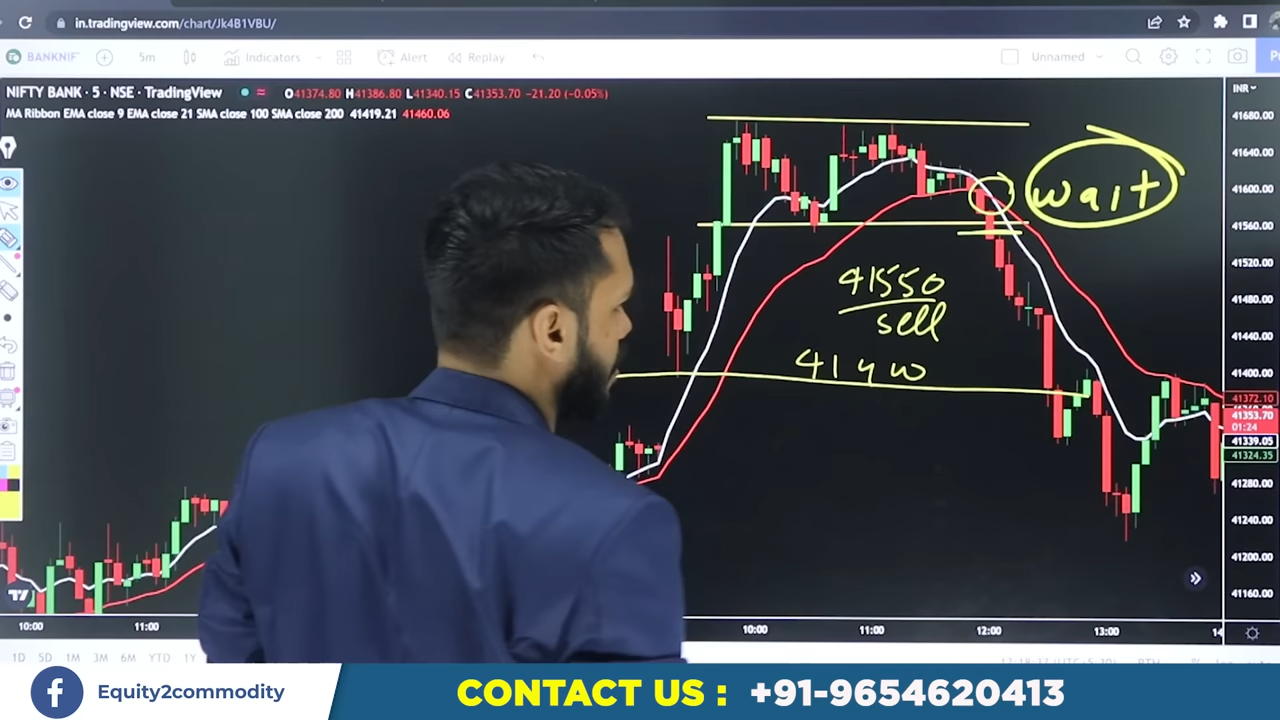 in.tradingview.com/chart/Jk4B1VBU/
BANKNIF
5m
Indicators
Alert
Replay
Unnamed
NIFTY BANK · 5 · NSE · TradingView
O41374.80 H41386.80 L41340.15 C41353.70 −21.20 (−0.05%)
MA Ribbon EMA close 9 EMA close 21 SMA close 100 SMA close 200 41419.21 41460.06
INR
41680.00
41640.00
41600.00
41560.00
41520.00
41480.00
41440.00
41400.00
41372.10
41353.70
01:24
41339.05
41324.35
41280.00
41240.00
41200.00
41160.00
wait
41550
sell
10:00 11:00 10:00 11:00 12:00 13:00 14
1D 5D 1M 3M 6M YTD 1Y
Equity2commodity
CONTACT US : +91-9654620413